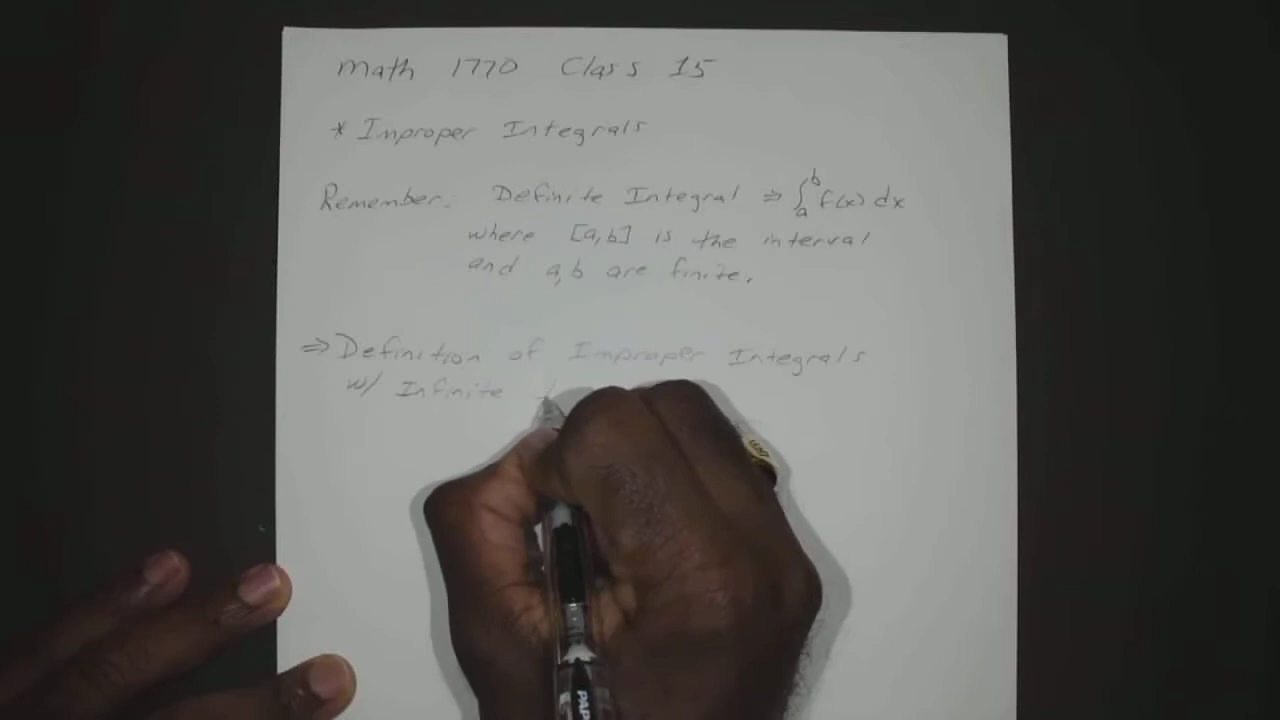 Math 1770 Class 15
* Improper Integrals
Remember: Definite Integral ⇒ ∫_a^b f(x) dx
where [a,b] is the interval
and a,b are finite.
⇒ Definition of Improper Integrals
w/ Infinite
PAP